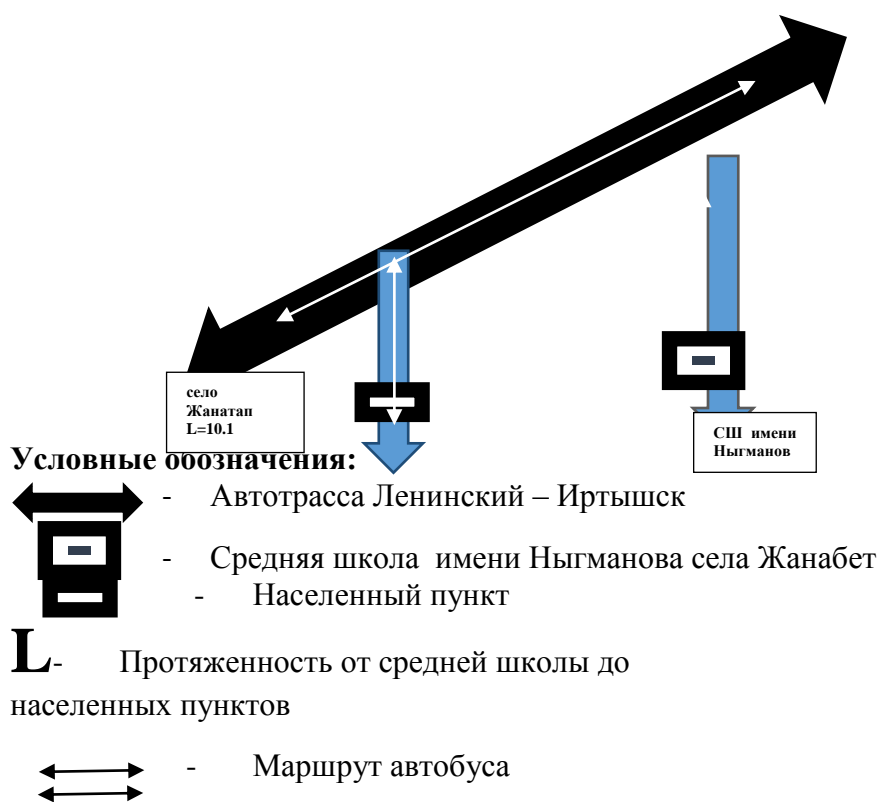 село
Жанатап
L=10.1
СШ имени
Ныгманов
Условные обозначения:
- Автотрасса Ленинский – Иртышск
- Средняя школа имени Ныгманова села Жанабет
- Населенный пункт
L- Протяженность от средней школы до
населенных пунктов
- Маршрут автобуса